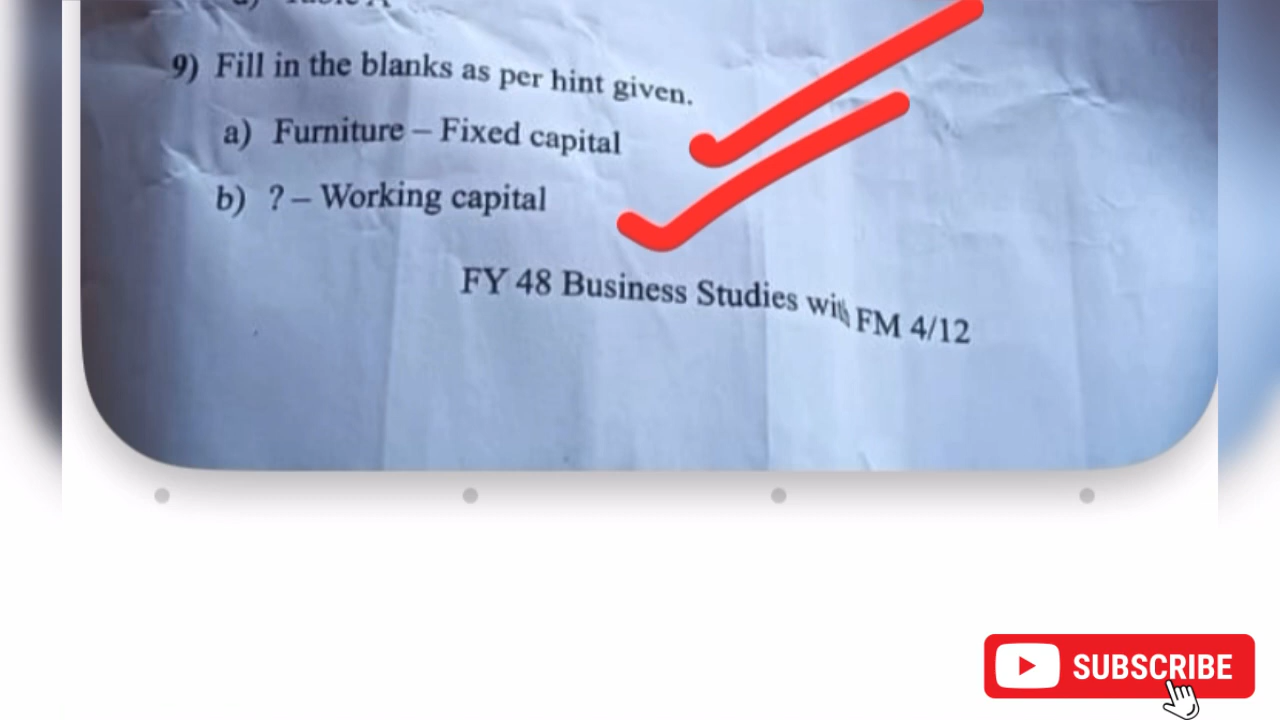 9) Fill in the blanks as per hint given.
a) Furniture – Fixed capital
b) ? – Working capital
FY 48 Business Studies with FM 4/12
SUBSCRIBE